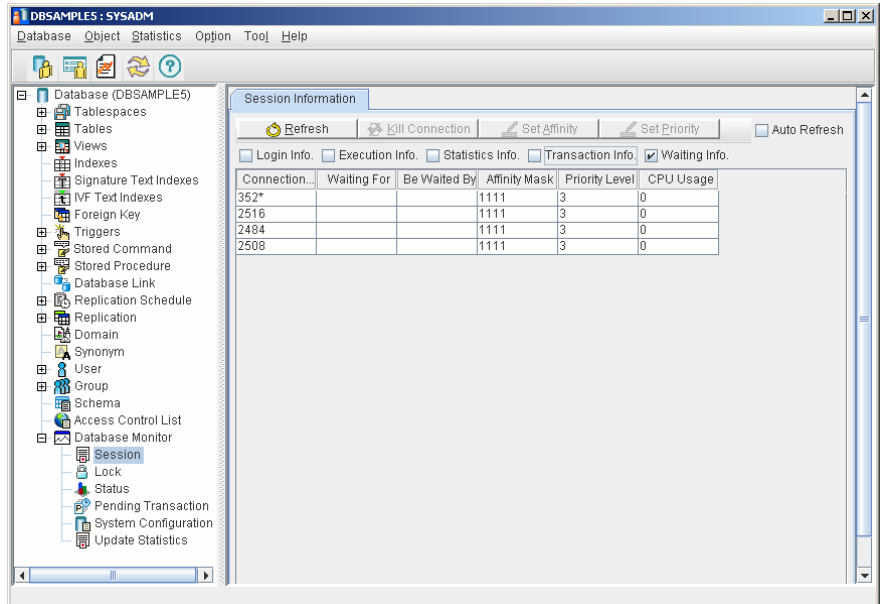 DBSAMPLE5 : SYSADM
Database Object Statistics Option Tool Help
Database (DBSAMPLE5)
Tablespaces
Tables
Views
Indexes
Signature Text Indexes
IVF Text Indexes
Foreign Key
Triggers
Stored Command
Stored Procedure
Database Link
Replication Schedule
Replication
Domain
Synonym
User
Group
Schema
Access Control List
Database Monitor
Session
Lock
Status
Pending Transaction
System Configuration
Update Statistics
Session Information
Refresh Kill Connection Set Affinity Set Priority Auto Refresh
Login Info. Execution Info. Statistics Info. Transaction Info. Waiting Info.
Connection... Waiting For Be Waited By Affinity Mask Priority Level CPU Usage
352* 1111 3 0
2516 1111 3 0
2484 1111 3 0
2508 1111 3 0